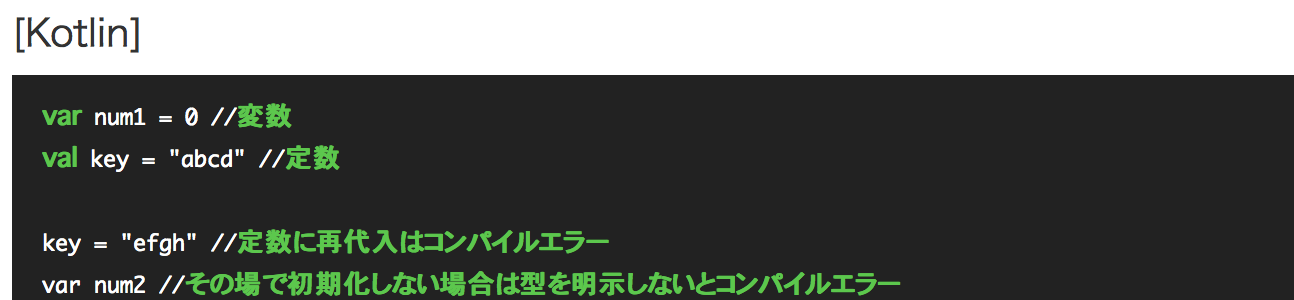 [Kotlin]
var num1 = 0 //変数
val key = "abcd" //定数
key = "efgh" //定数に再代入はコンパイルエラー
var num2 //その場で初期化しない場合は型を明示しないとコンパイルエラー